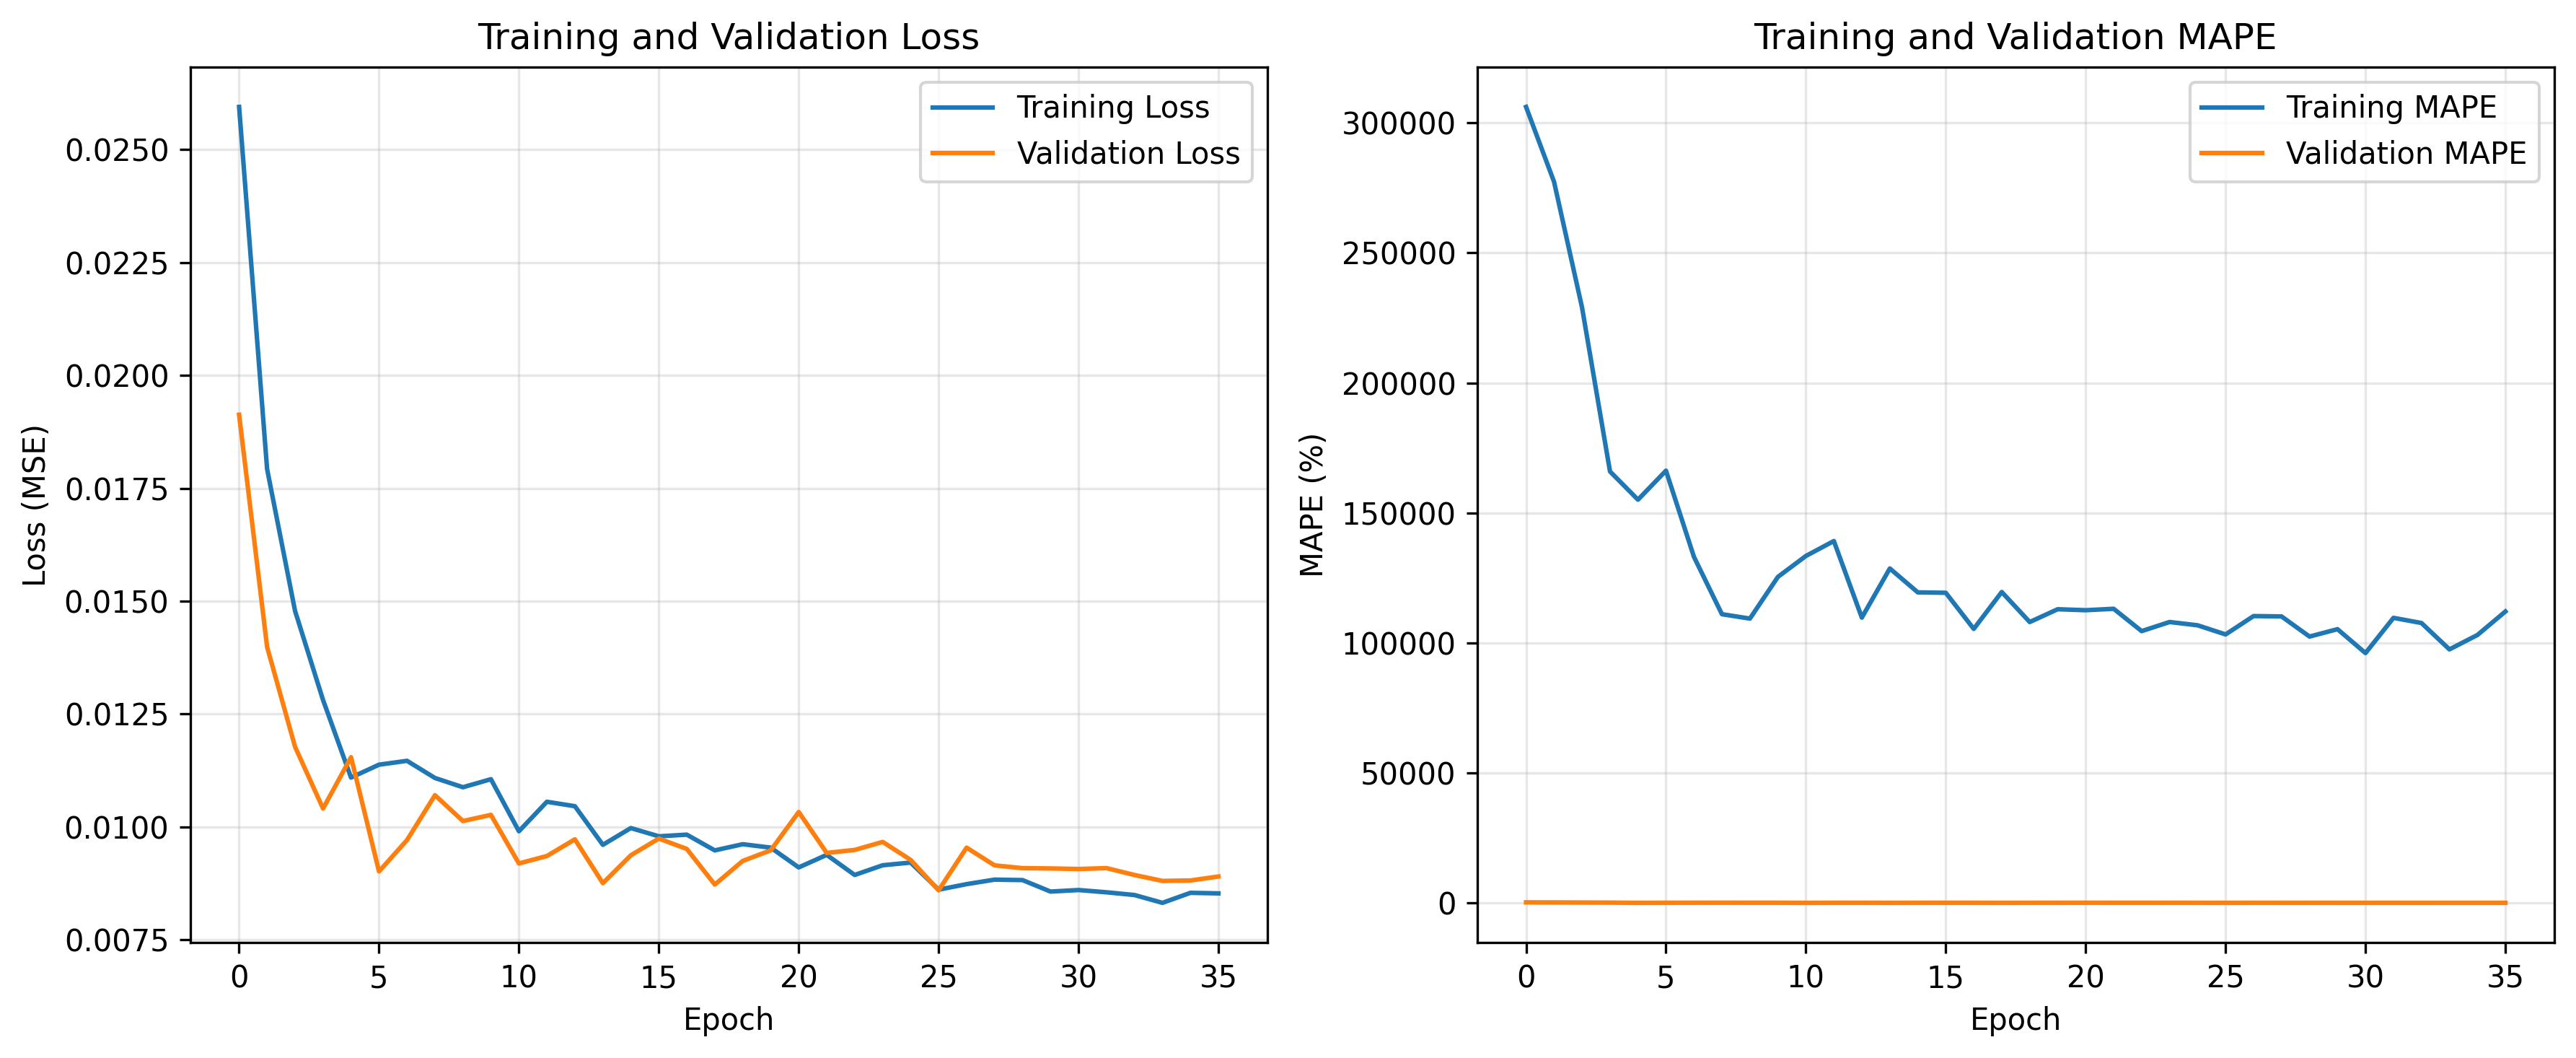 Training and Validation Loss
Training Loss
Validation Loss
0.0250
0.0225
0.0200
0.0175
0.0150
0.0125
0.0100
0.0075
Loss (MSE)
0 5 10 15 20 25 30 35
Epoch
Training and Validation MAPE
Training MAPE
Validation MAPE
300000
250000
200000
150000
100000
50000
0
MAPE (%)
0 5 10 15 20 25 30 35
Epoch